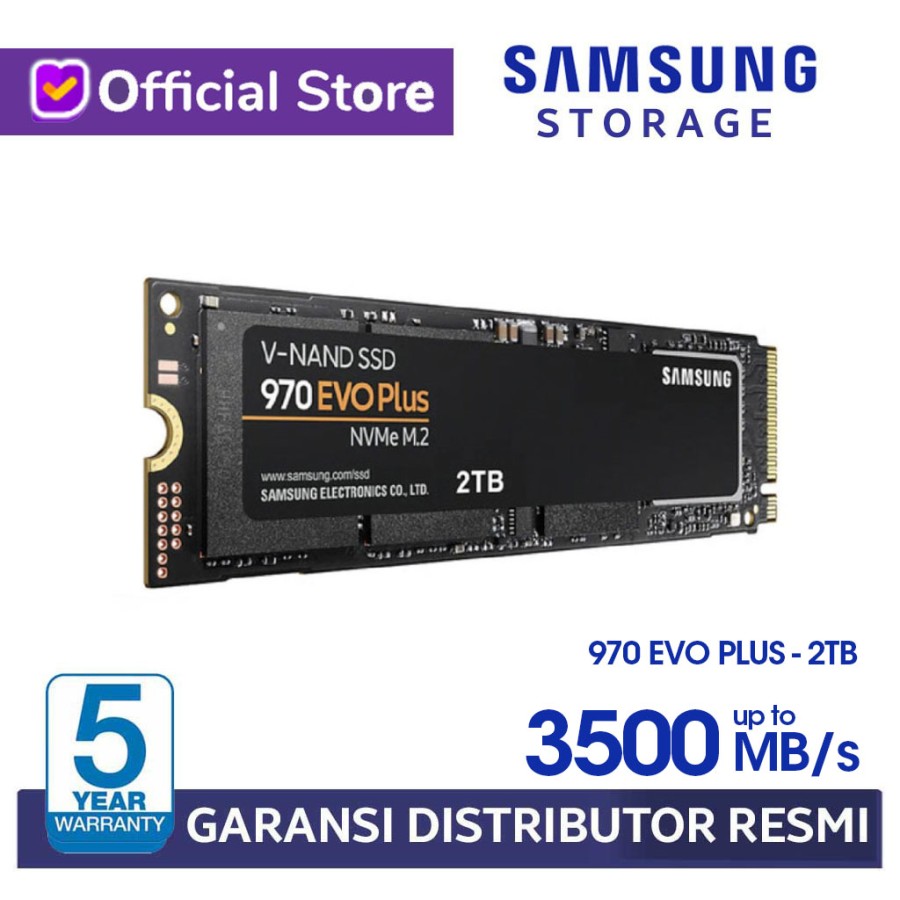 Official Store
SAMSUNG
STORAGE
V-NAND SSD
970 EVO Plus
NVMe M.2
www.samsung.com/ssd
SAMSUNG ELECTRONICS CO., LTD.
2TB
SAMSUNG
970 EVO PLUS - 2TB
3500 up to MB/s
5
YEAR
WARRANTY
GARANSI DISTRIBUTOR RESMI